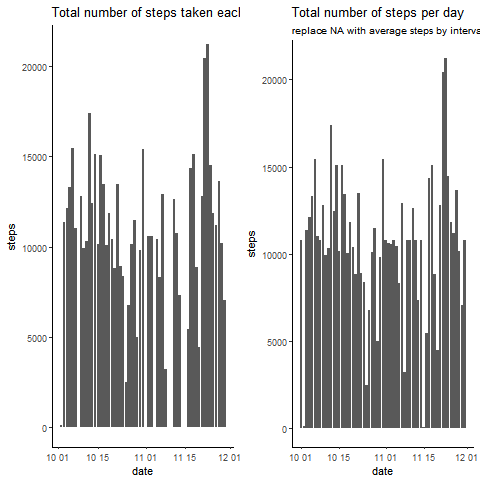 Total number of steps taken eacl
Total number of steps per day
replace NA with average steps by interva
steps
20000
15000
10000
5000
0
10 01
10 15
11 01
11 15
12 01
date
steps
20000
15000
10000
5000
0
10 01
10 15
11 01
11 15
12 01
date